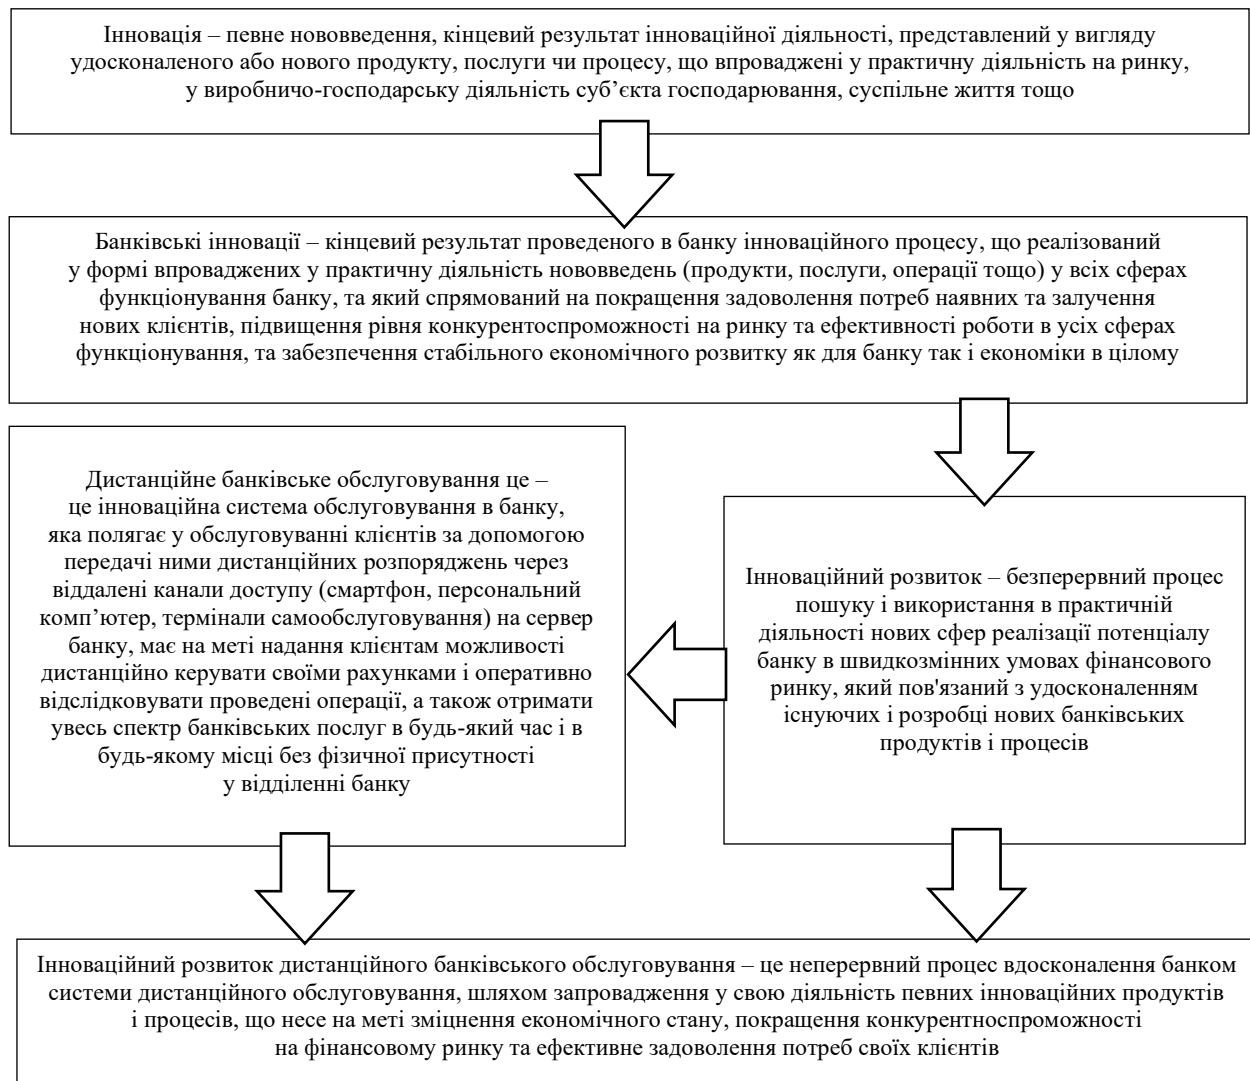 Інновація – певне нововведення, кінцевий результат інноваційної діяльності, представлений у вигляду
удосконаленого або нового продукту, послуги чи процесу, що впроваджені у практичну діяльність на ринку,
у виробничо-господарську діяльність суб’єкта господарювання, суспільне життя тощо
Банківські інновації – кінцевий результат проведеного в банку інноваційного процесу, що реалізований
у формі впроваджених у практичну діяльність нововведень (продукти, послуги, операції тощо) у всіх сферах
функціонування банку, та який спрямований на покращення задоволення потреб наявних та залучення
нових клієнтів, підвищення рівня конкурентоспроможності на ринку та ефективності роботи в усіх сферах
функціонування, та забезпечення стабільного економічного розвитку як для банку так і економіки в цілому
Дистанційне банківське обслуговування це –
це інноваційна система обслуговування в банку,
яка полягає у обслуговуванні клієнтів за допомогою
передачі ними дистанційних розпоряджень через
віддалені канали доступу (смартфон, персональний
комп’ютер, термінали самообслуговування) на сервер
банку, має на меті надання клієнтам можливості
дистанційно керувати своїми рахунками і оперативно
відслідковувати проведені операції, а також отримати
увесь спектр банківських послуг в будь-який час і в
будь-якому місці без фізичної присутності
у відділенні банку
Інноваційний розвиток – безперервний процес
пошуку і використання в практичній
діяльності нових сфер реалізації потенціалу
банку в швидкозмінних умовах фінансового
ринку, який пов'язаний з удосконаленням
існуючих і розробці нових банківських
продуктів і процесів
Інноваційний розвиток дистанційного банківського обслуговування – це неперервний процес вдосконалення банком
системи дистанційного обслуговування, шляхом запровадження у свою діяльність певних інноваційних продуктів
і процесів, що несе на меті зміцнення економічного стану, покращення конкурентноспроможності
на фінансовому ринку та ефективне задоволення потреб своїх клієнтів